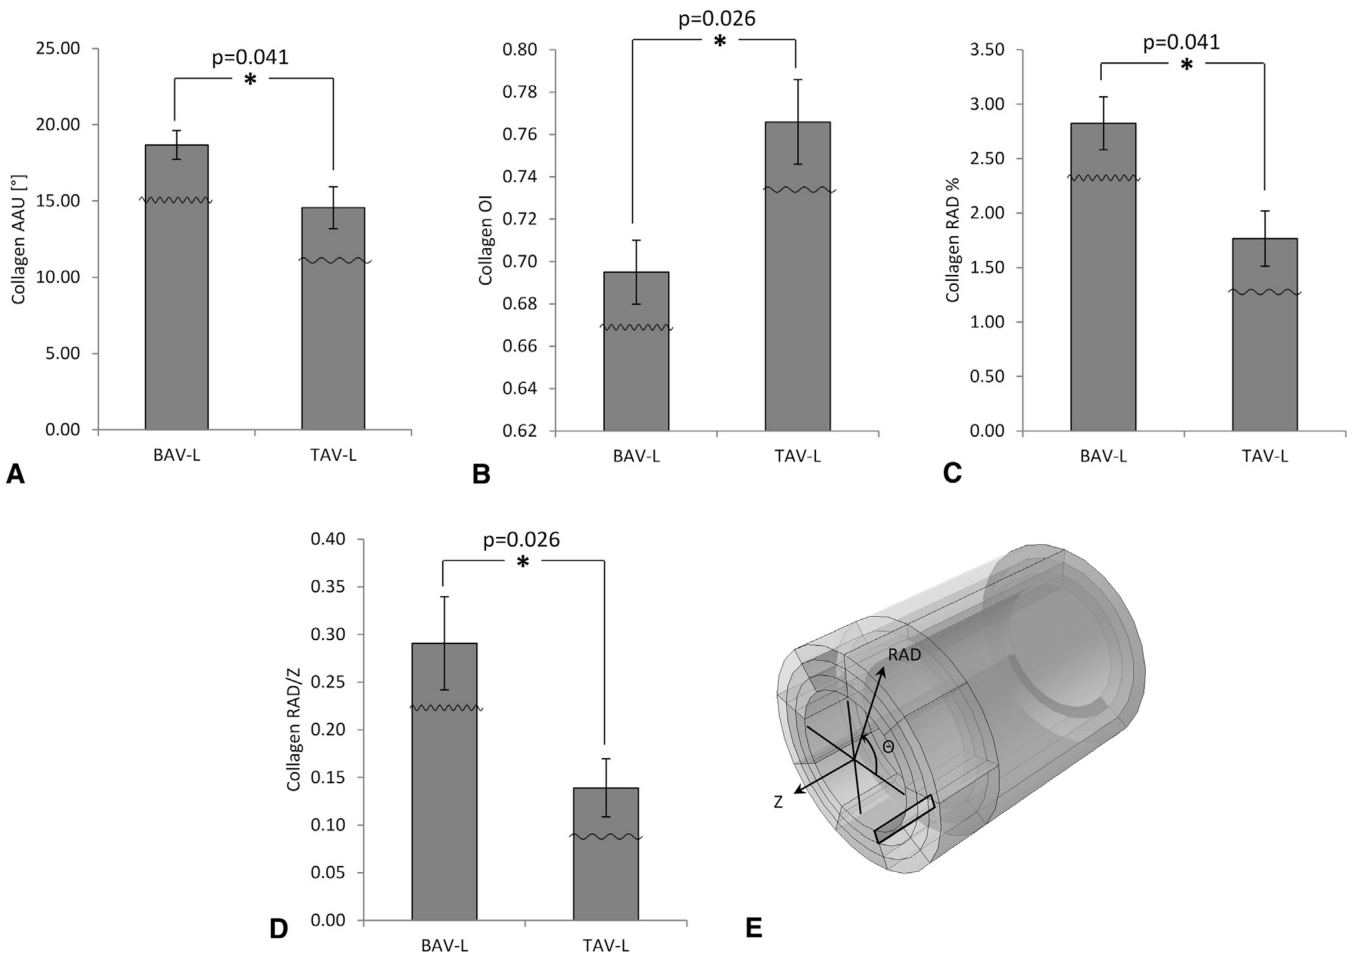 p=0.041
*
25.00
20.00
15.00
10.00
5.00
0.00
Collagen AAU [°]
BAV-L TAV-L
A
p=0.026
*
0.80
0.78
0.76
0.74
0.72
0.70
0.68
0.66
0.64
0.62
Collagen OI
BAV-L TAV-L
B
p=0.041
*
3.50
3.00
2.50
2.00
1.50
1.00
0.50
0.00
Collagen RAD %
BAV-L TAV-L
C
p=0.026
*
0.40
0.35
0.30
0.25
0.20
0.15
0.10
0.05
0.00
Collagen RAD/Z
BAV-L TAV-L
D
RAD
Θ
Z
E